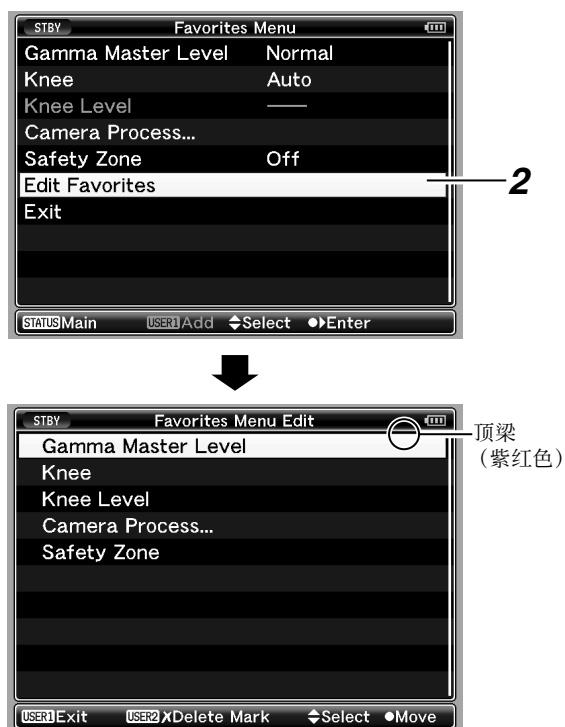 STBY Favorites Menu
Gamma Master Level Normal
Knee Auto
Knee Level ——
Camera Process...
Safety Zone Off
Edit Favorites
2
Exit
STATUS Main USER1 Add Select Enter
STBY Favorites Menu Edit
顶梁
（紫红色）
Gamma Master Level
Knee
Knee Level
Camera Process...
Safety Zone
USER1 Exit USER2 ✗Delete Mark Select Move